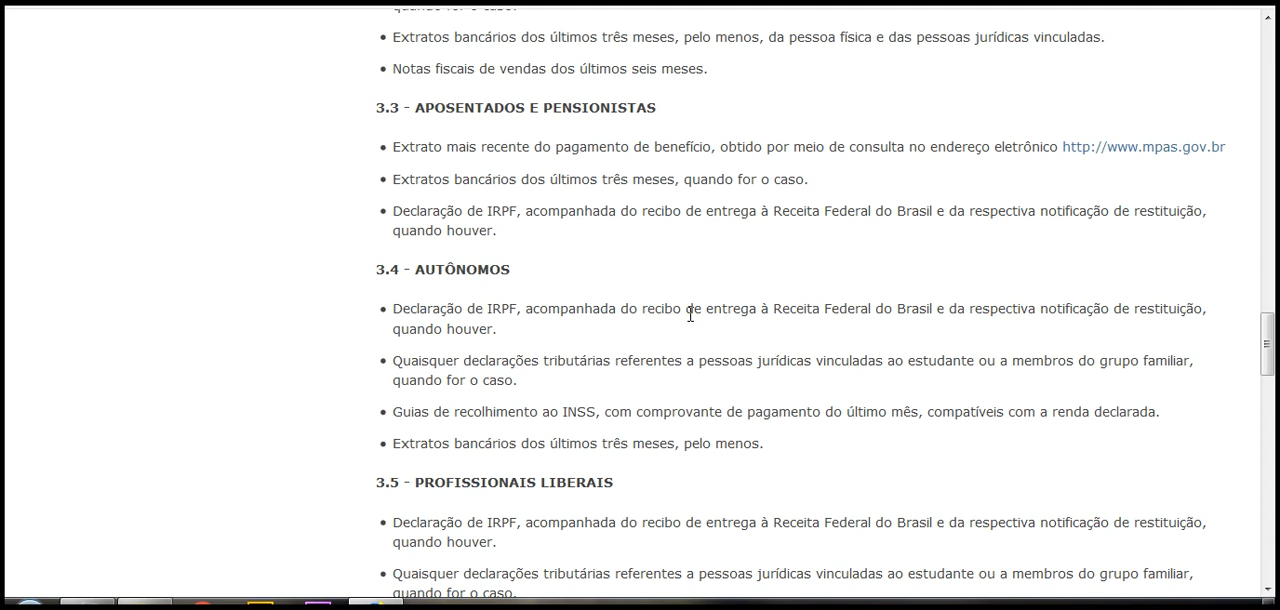 quando for o caso.
• Extratos bancários dos últimos três meses, pelo menos, da pessoa física e das pessoas jurídicas vinculadas.
• Notas fiscais de vendas dos últimos seis meses.
3.3 - APOSENTADOS E PENSIONISTAS
• Extrato mais recente do pagamento de benefício, obtido por meio de consulta no endereço eletrônico http://www.mpas.gov.br
• Extratos bancários dos últimos três meses, quando for o caso.
• Declaração de IRPF, acompanhada do recibo de entrega à Receita Federal do Brasil e da respectiva notificação de restituição,
quando houver.
3.4 - AUTÔNOMOS
• Declaração de IRPF, acompanhada do recibo de entrega à Receita Federal do Brasil e da respectiva notificação de restituição,
quando houver.
• Quaisquer declarações tributárias referentes a pessoas jurídicas vinculadas ao estudante ou a membros do grupo familiar,
quando for o caso.
• Guias de recolhimento ao INSS, com comprovante de pagamento do último mês, compatíveis com a renda declarada.
• Extratos bancários dos últimos três meses, pelo menos.
3.5 - PROFISSIONAIS LIBERAIS
• Declaração de IRPF, acompanhada do recibo de entrega à Receita Federal do Brasil e da respectiva notificação de restituição,
quando houver.
• Quaisquer declarações tributárias referentes a pessoas jurídicas vinculadas ao estudante ou a membros do grupo familiar,
quando for o caso.